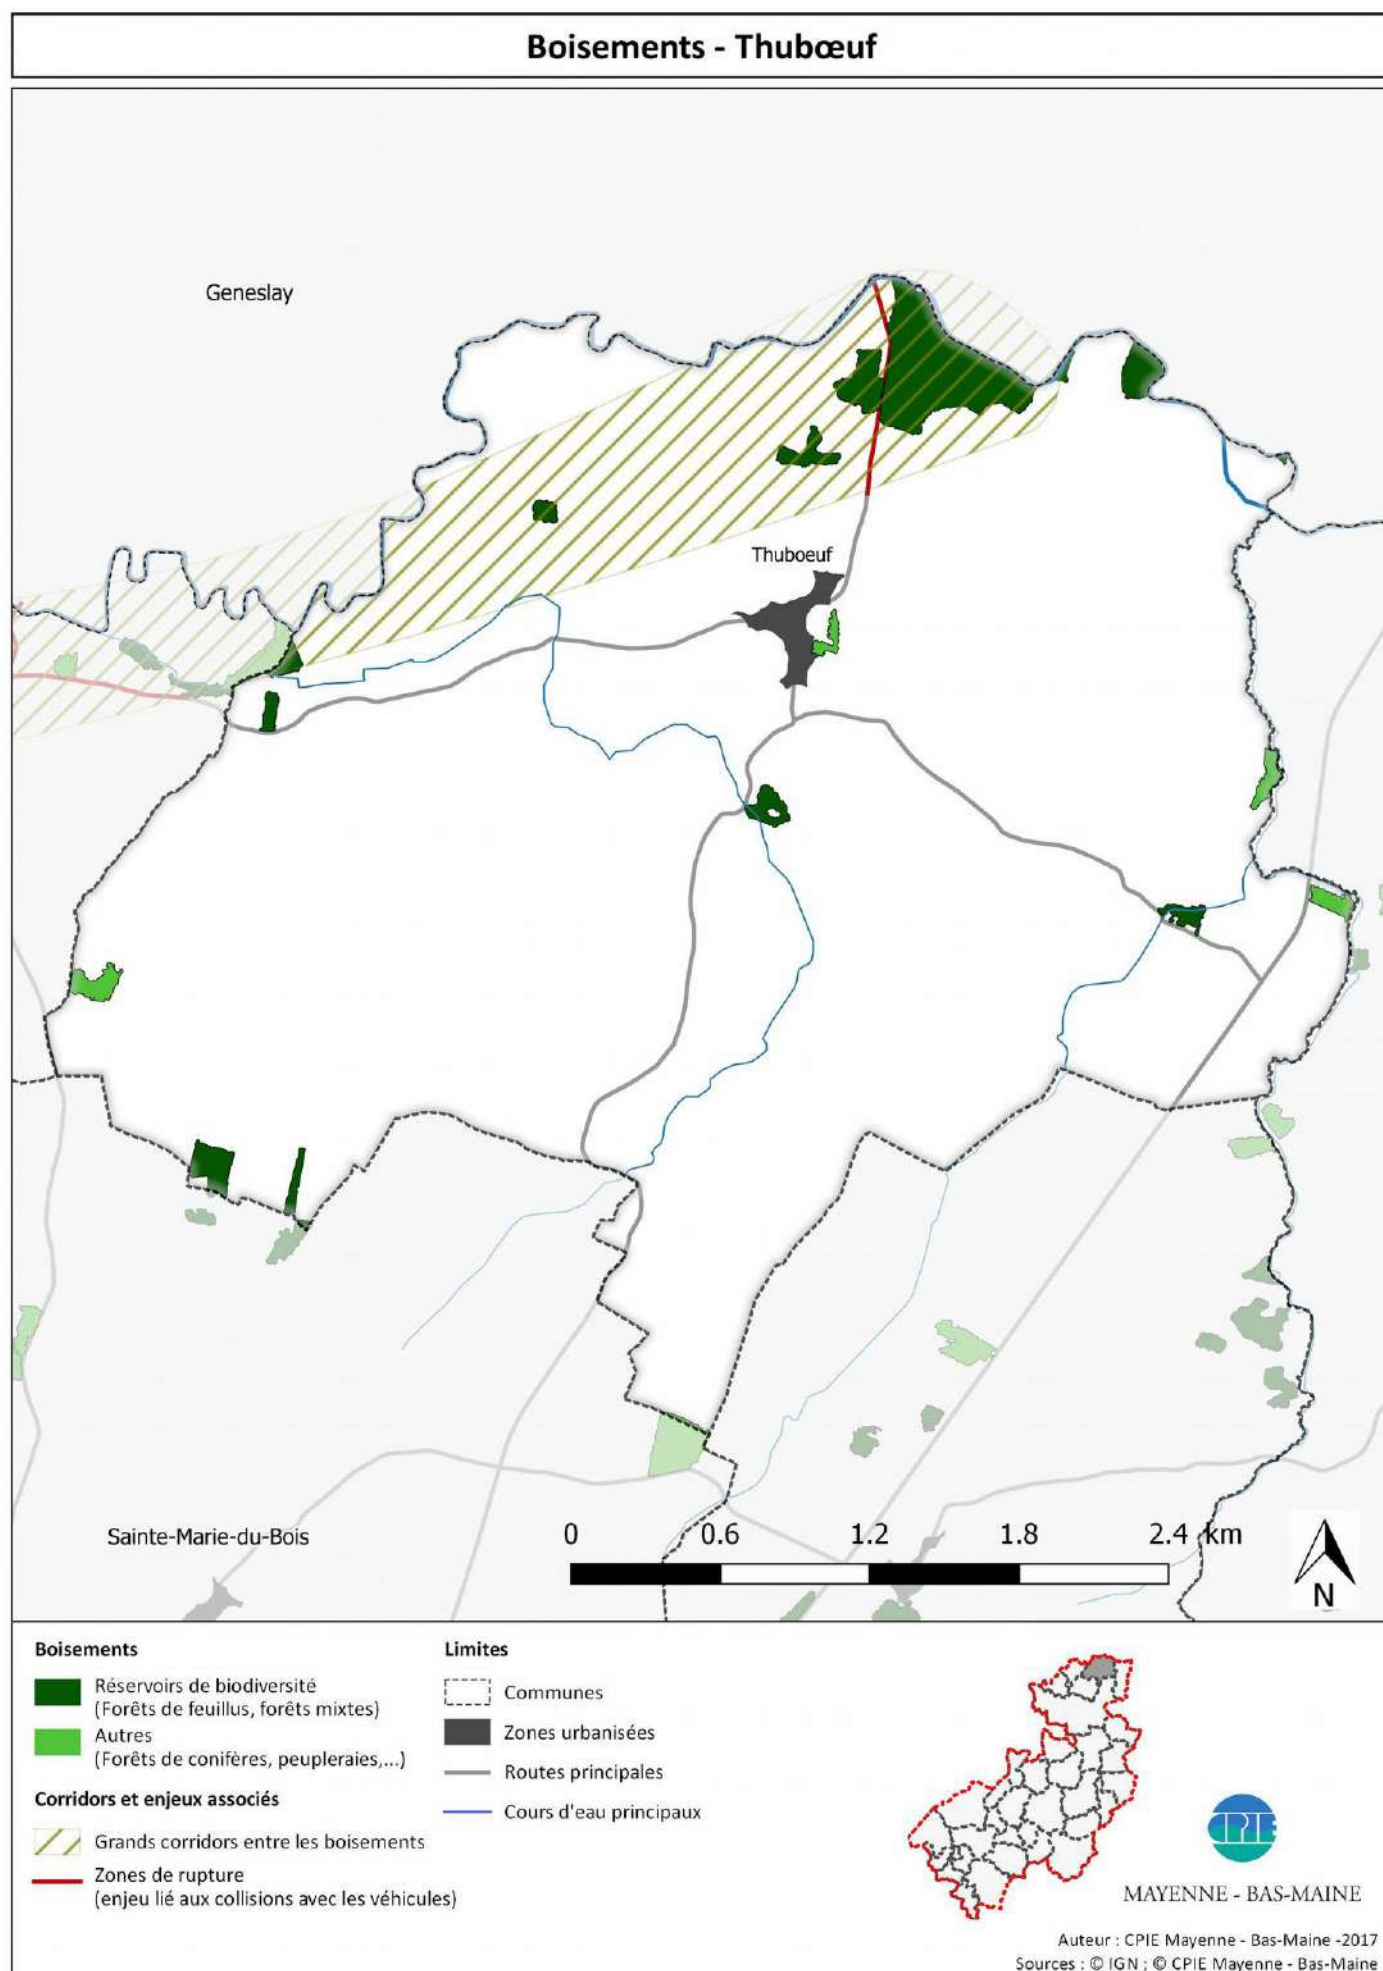 Boisements - Thubœuf
Geneslay
Thuboeuf
Sainte-Marie-du-Bois
0 0.6 1.2 1.8 2.4 km
N
Boisements
Réservoirs de biodiversité
(Forêts de feuillus, forêts mixtes)
Autres
(Forêts de conifères, peupleraies,...)
Corridors et enjeux associés
Grands corridors entre les boisements
Zones de rupture
(enjeu lié aux collisions avec les véhicules)
Limites
Communes
Zones urbanisées
Routes principales
Cours d'eau principaux
CPIE
MAYENNE - BAS-MAINE
Auteur : CPIE Mayenne - Bas-Maine -2017
Sources : © IGN ; © CPIE Mayenne - Bas-Maine